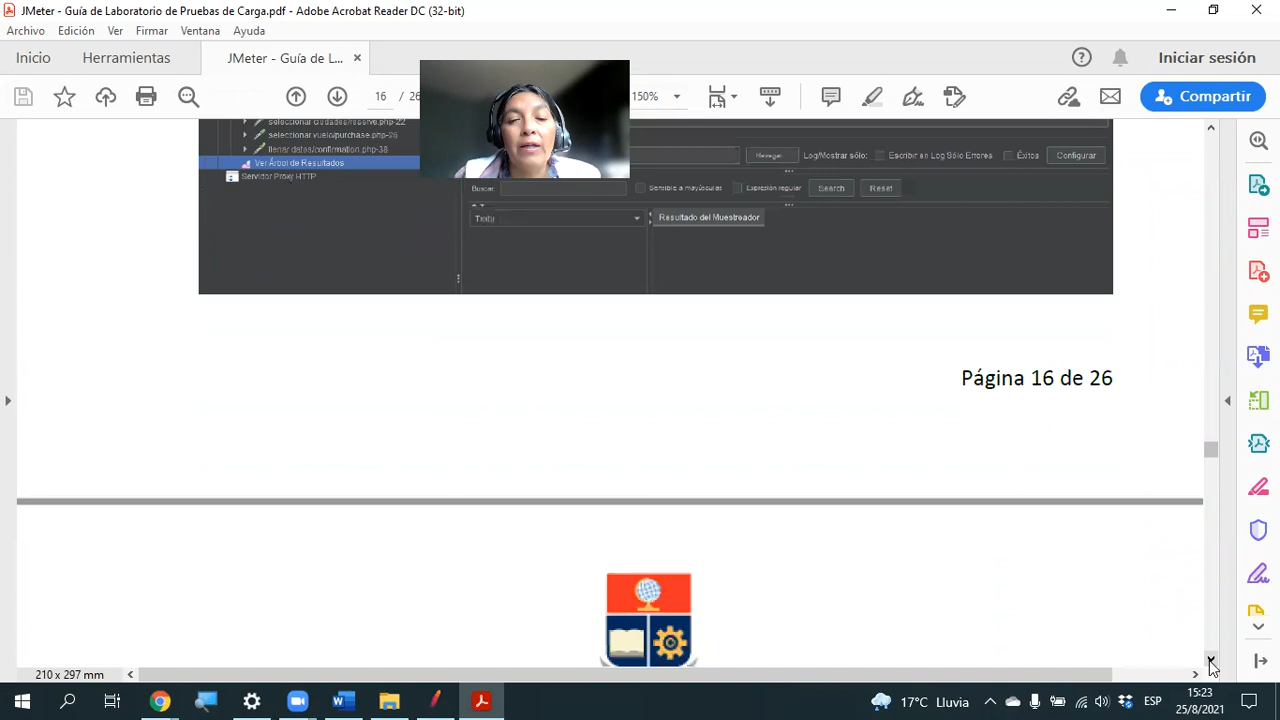 JMeter - Guía de Laboratorio de Pruebas de Carga.pdf - Adobe Acrobat Reader DC (32-bit)
Archivo Edición Ver Firmar Ventana Ayuda
Inicio Herramientas JMeter - Guía de L... Iniciar sesión
16 / 26 150% Compartir
seleccionar ciudades/reserve.php-22
seleccionar vuelo/purchase.php-26
llenar datos/confirmation.php-38
Ver Árbol de Resultados
Servidor Proxy HTTP
Navegar... Log/Mostrar sólo: Escribir en Log Sólo Errores Éxitos Configurar
Buscar: Sensible a mayúsculas Expresión regular Search Reset
Texto Resultado del Muestreador
Página 16 de 26
210 x 297 mm
17°C Lluvia ESP 15:23
25/8/2021